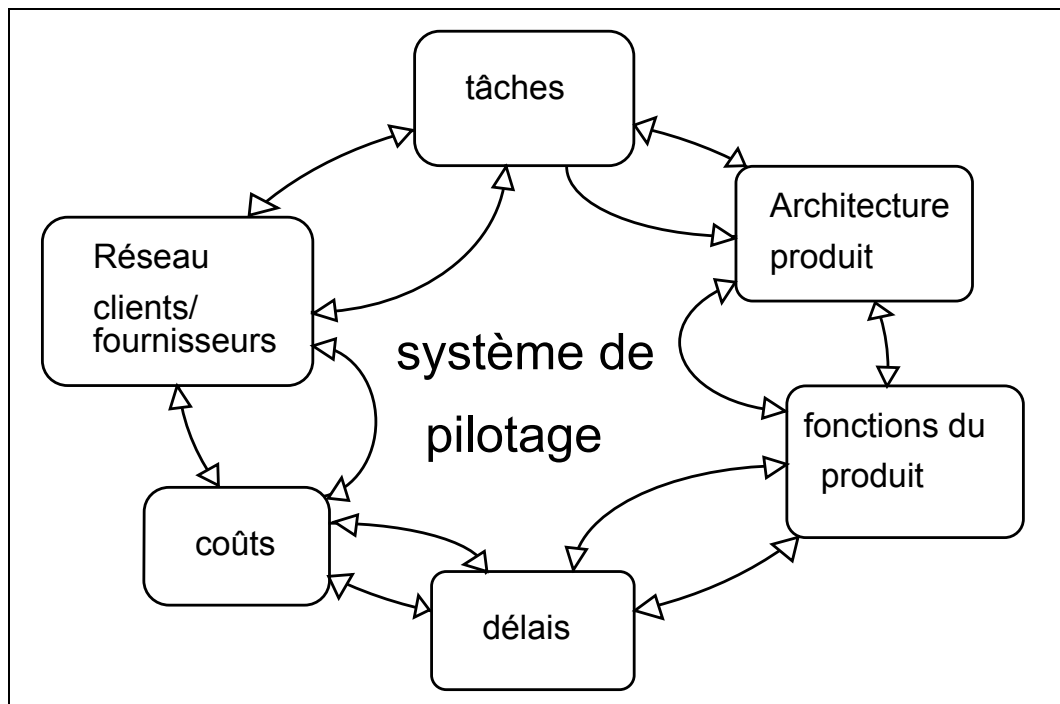 tâches
Architecture
produit
Réseau
clients/
fournisseurs
système de
pilotage
fonctions du
produit
coûts
délais